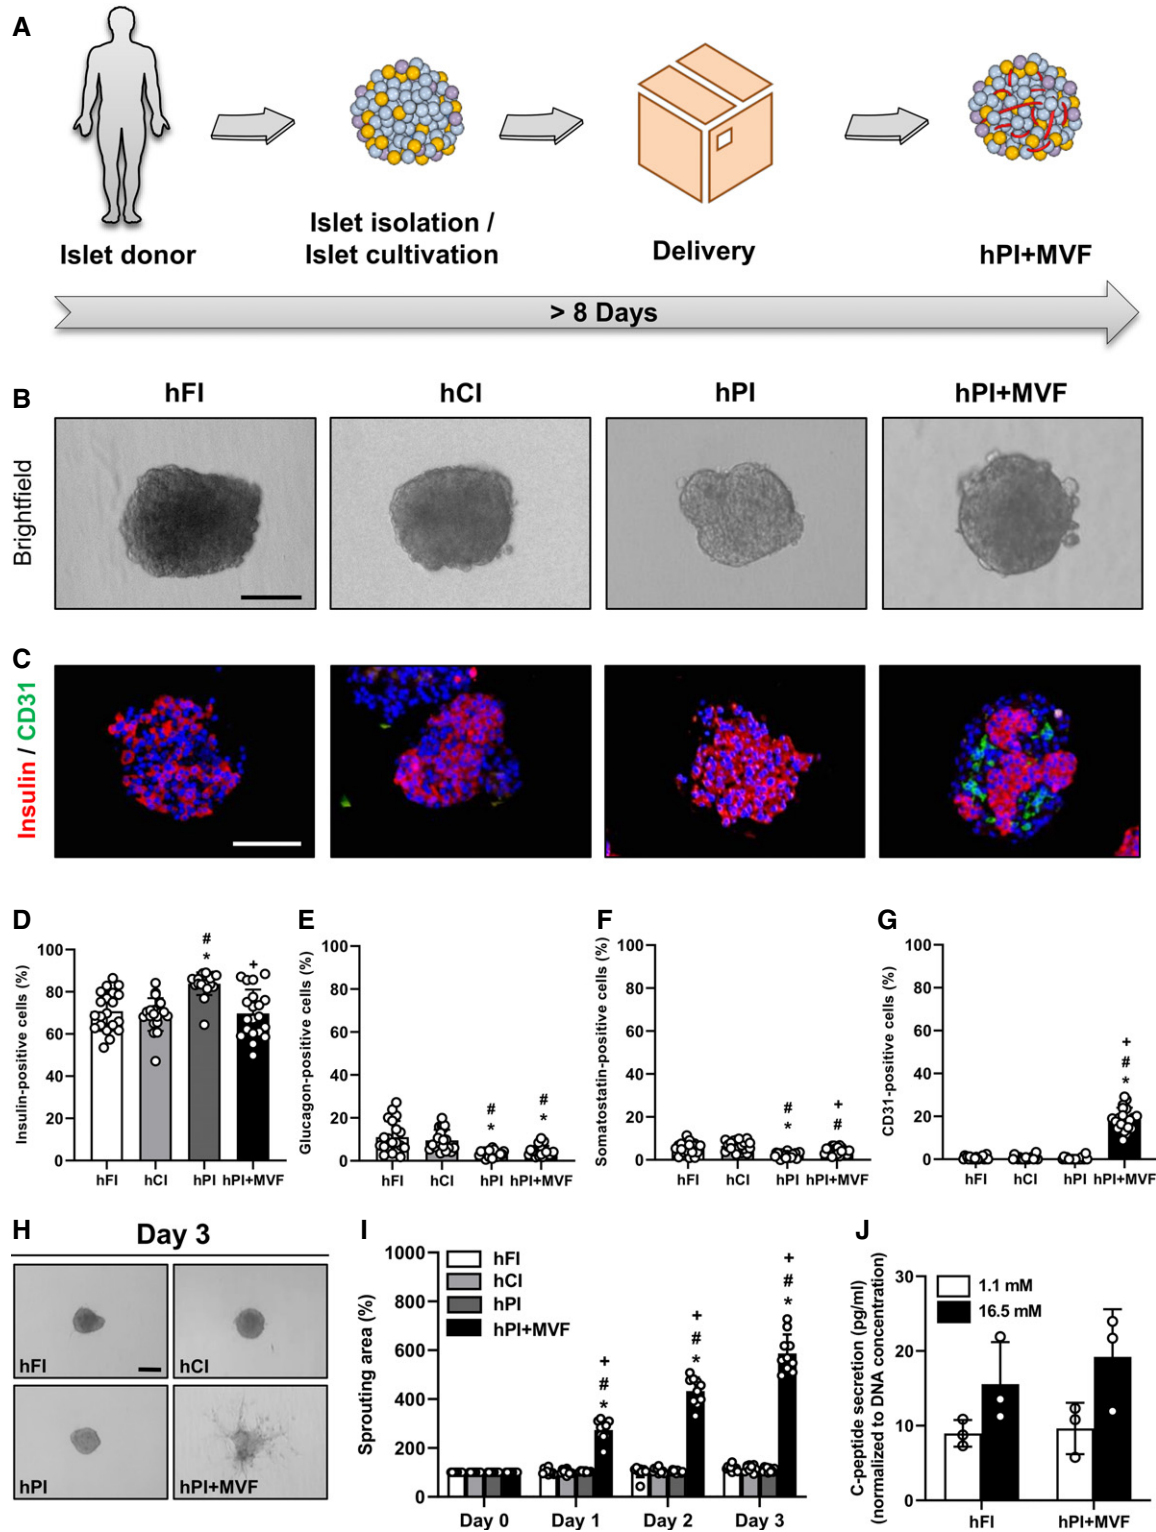 A
Islet donor
Islet isolation /
Islet cultivation
Delivery
hPI+MVF
> 8 Days
B
hFI
hCI
hPI
hPI+MVF
Brightfield
C
Insulin / CD31
D
Insulin-positive cells (%)
100
80
60
40
20
0
hFI
hCI
hPI
hPI+MVF
#
*
+
E
Glucagon-positive cells (%)
100
80
60
40
20
0
hFI
hCI
hPI
hPI+MVF
#
*
#
*
F
Somatostatin-positive cells (%)
100
80
60
40
20
0
hFI
hCI
hPI
hPI+MVF
#
*
+
#
G
CD31-positive cells (%)
100
80
60
40
20
0
hFI
hCI
hPI
hPI+MVF
+
#
*
H
Day 3
hFI
hCI
hPI
hPI+MVF
I
Sprouting area (%)
1000
800
600
400
200
0
hFI
hCI
hPI
hPI+MVF
+
#
*
+
#
*
+
#
*
Day 0
Day 1
Day 2
Day 3
J
C-peptide secretion (pg/ml)
(normalized to DNA concentration)
30
20
10
0
1.1 mM
16.5 mM
hFI
hPI+MVF